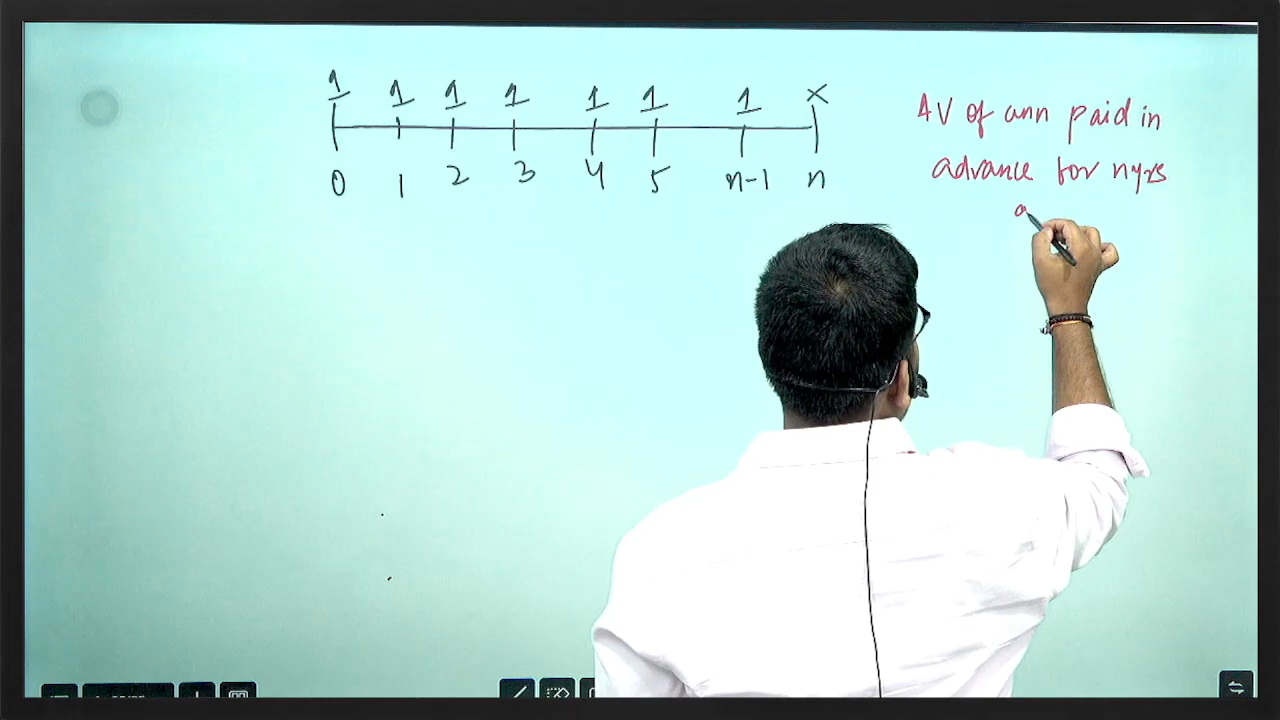 1 1 1 1 1 1 1 x
0 1 2 3 4 5 n-1 n
AV of ann paid in
advance for nyrs
a